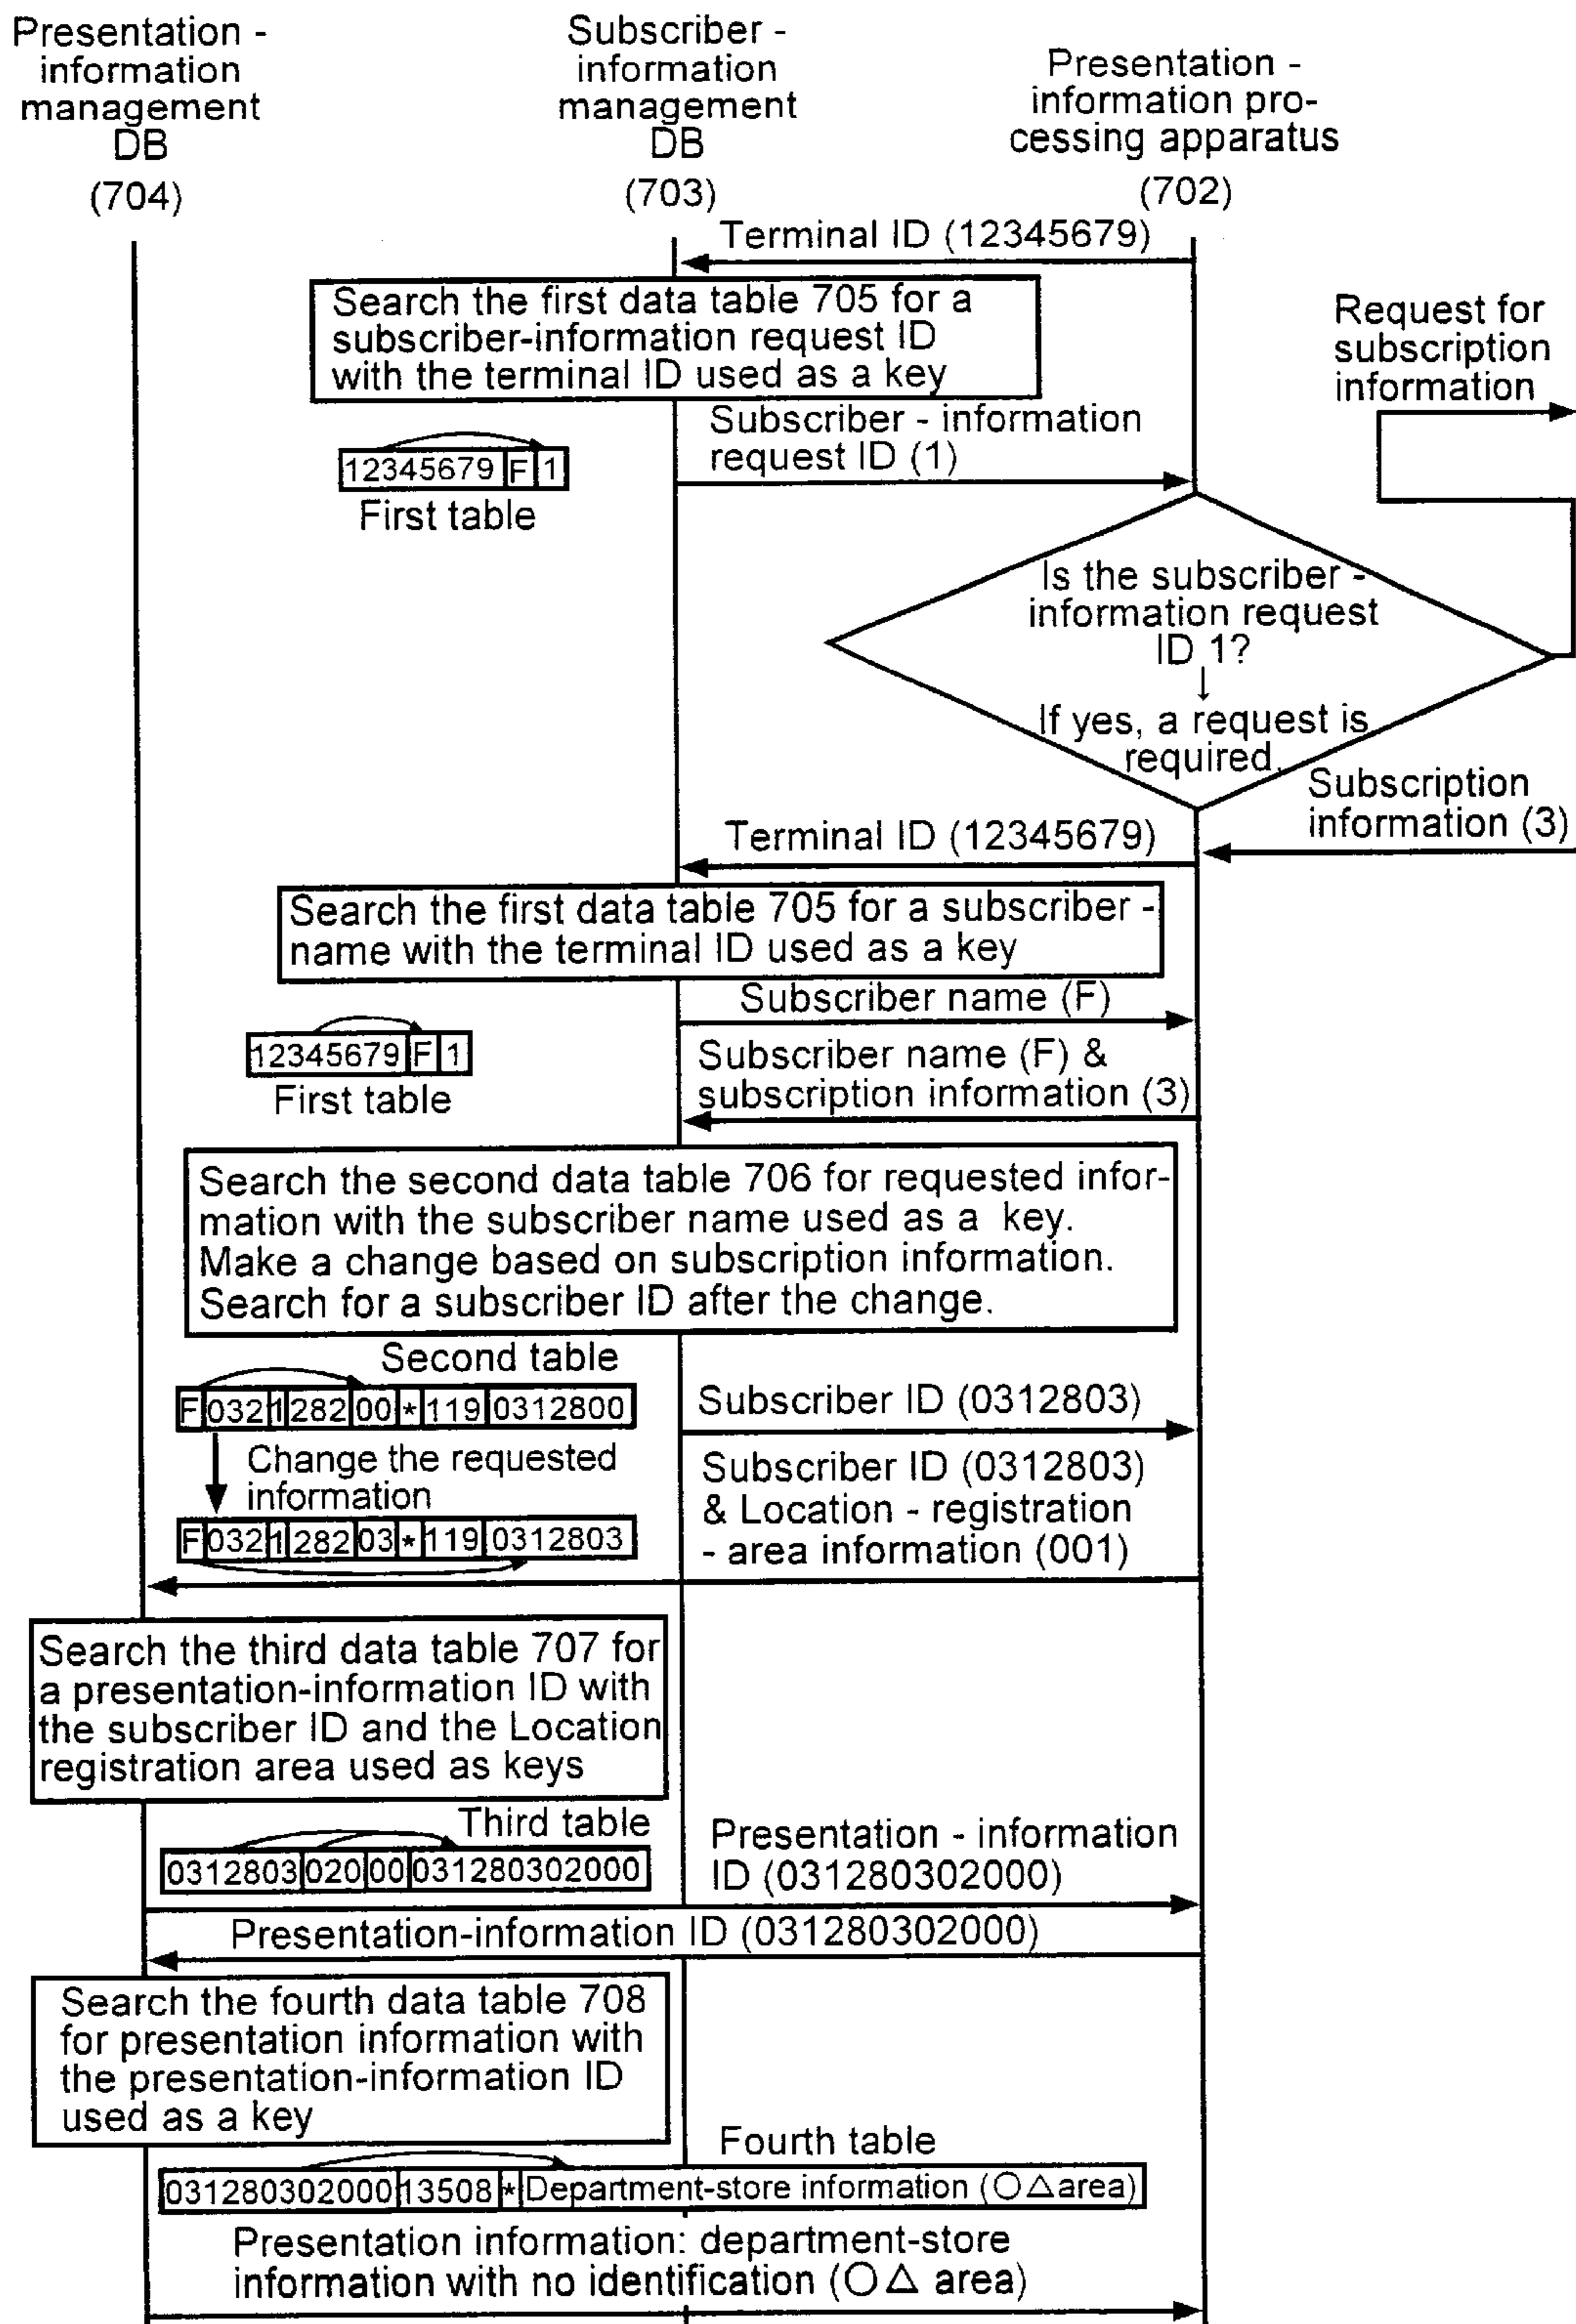 Presentation -
information
management
DB
(704)
Subscriber -
information
management
DB
(703)
Presentation -
information pro-
cessing apparatus
(702)
Terminal ID (12345679)
Search the first data table 705 for a
subscriber-information request ID
with the terminal ID used as a key
Request for
subscription
information
Subscriber - information
request ID (1)
12345679 F 1
First table
Is the subscriber -
information request
ID 1?
↓
If yes, a request is
required.
Subscription
information (3)
Terminal ID (12345679)
Search the first data table 705 for a subscriber -
name with the terminal ID used as a key
Subscriber name (F)
12345679 F 1
First table
Subscriber name (F) &
subscription information (3)
Search the second data table 706 for requested infor-
mation with the subscriber name used as a key.
Make a change based on subscription information.
Search for a subscriber ID after the change.
Second table
F 032 1 282 00 * 119 0312800
Subscriber ID (0312803)
Change the requested
information
F 032 1 282 03 * 119 0312803
Subscriber ID (0312803)
& Location - registration
- area information (001)
Search the third data table 707 for
a presentation-information ID with
the subscriber ID and the Location
registration area used as keys
Third table
0312803 020 00 031280302000
Presentation - information
ID (031280302000)
Presentation-information ID (031280302000)
Search the fourth data table 708
for presentation information with
the presentation-information ID
used as a key
Fourth table
031280302000 13508 * Department-store information (○△area)
Presentation information: department-store
information with no identification (○△ area)